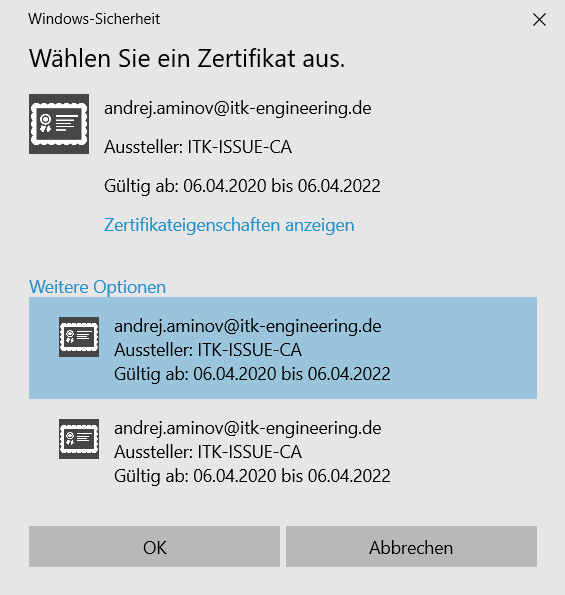 Windows-Sicherheit
Wählen Sie ein Zertifikat aus.
andrej.aminov@itk-engineering.de
Aussteller: ITK-ISSUE-CA
Gültig ab: 06.04.2020 bis 06.04.2022
Zertifikateigenschaften anzeigen
Weitere Optionen
andrej.aminov@itk-engineering.de
Aussteller: ITK-ISSUE-CA
Gültig ab: 06.04.2020 bis 06.04.2022
andrej.aminov@itk-engineering.de
Aussteller: ITK-ISSUE-CA
Gültig ab: 06.04.2020 bis 06.04.2022
OK
Abbrechen